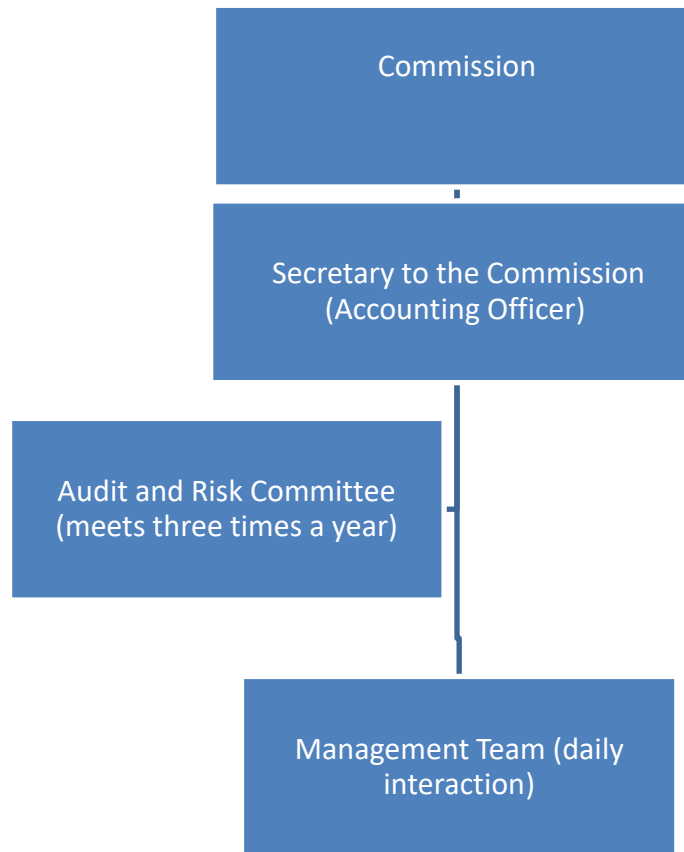 Commission
Secretary to the Commission
(Accounting Officer)
Audit and Risk Committee
(meets three times a year)
Management Team (daily
interaction)